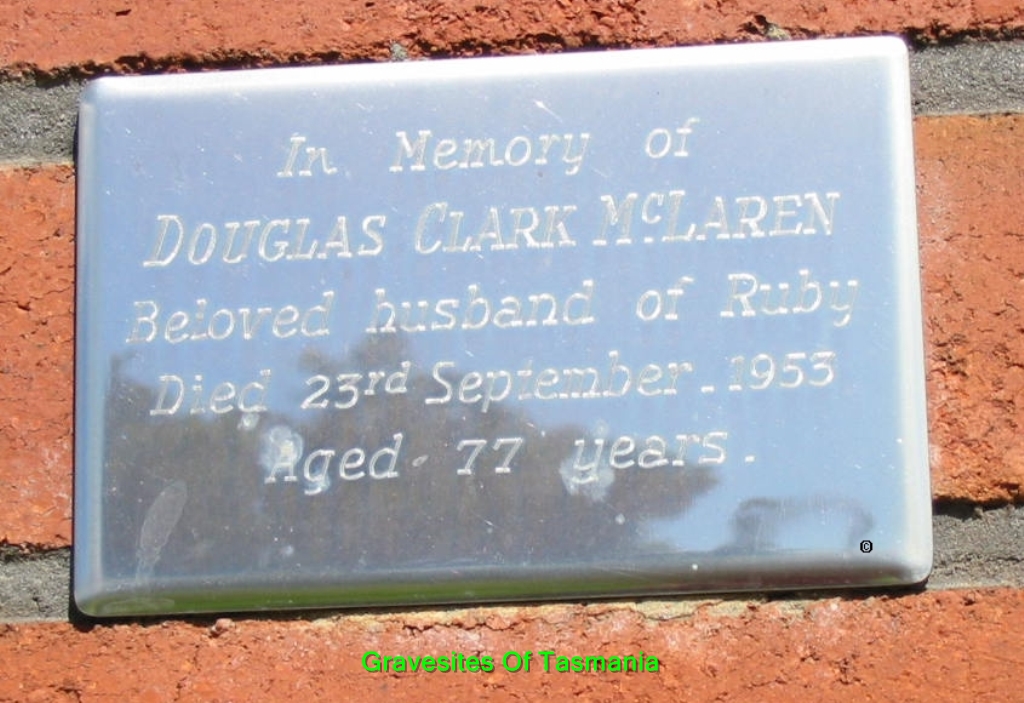 In Memory of
DOUGLAS CLARK McLAREN
Beloved husband of Ruby
Died 23rd September. 1953
Aged 77 years.
©
Gravesites Of Tasmania